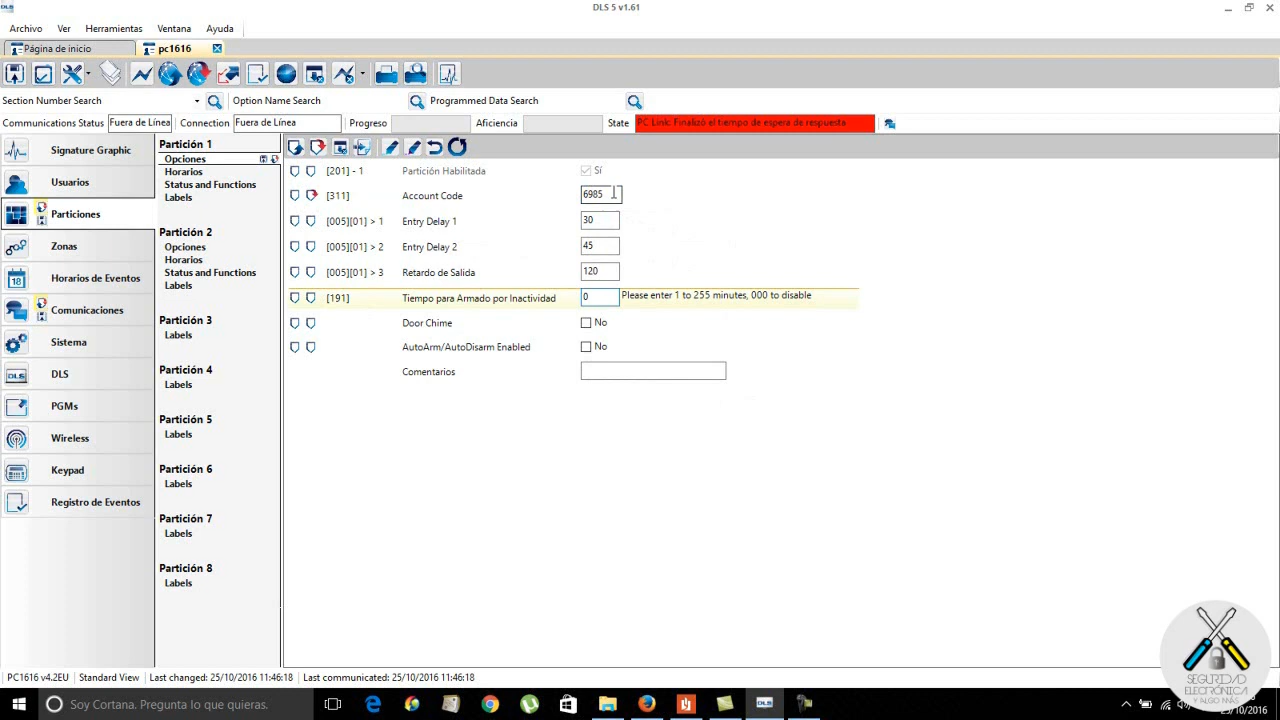 DLS 5 v1.61
Archivo Ver Herramientas Ventana Ayuda
Página de inicio pc1616
Section Number Search Option Name Search Programmed Data Search
Communications Status Fuera de Línea Connection Fuera de Línea Progreso Aficiencia State PC Link: Finalizó el tiempo de espera de respuesta
Signature Graphic
Usuarios
Particiones
Zonas
Horarios de Eventos
Comunicaciones
Sistema
DLS
PGMs
Wireless
Keypad
Registro de Eventos
Partición 1
Opciones
Horarios
Status and Functions
Labels
Partición 2
Opciones
Horarios
Status and Functions
Labels
Partición 3
Labels
Partición 4
Labels
Partición 5
Labels
Partición 6
Labels
Partición 7
Labels
Partición 8
Labels
[201] - 1 Partición Habilitada Sí
[311] Account Code 6985
[005][01] > 1 Entry Delay 1 30
[005][01] > 2 Entry Delay 2 45
[005][01] > 3 Retardo de Salida 120
[191] Tiempo para Armado por Inactividad 0 Please enter 1 to 255 minutes, 000 to disable
Door Chime No
AutoArm/AutoDisarm Enabled No
Comentarios
PC1616 v4.2EU Standard View Last changed: 25/10/2016 11:46:18 Last communicated: 25/10/2016 11:46:18
Soy Cortana. Pregunta lo que quieras.
25/10/2016
SEGURIDAD
ELECTRÓNICA
Y ALGO MÁS